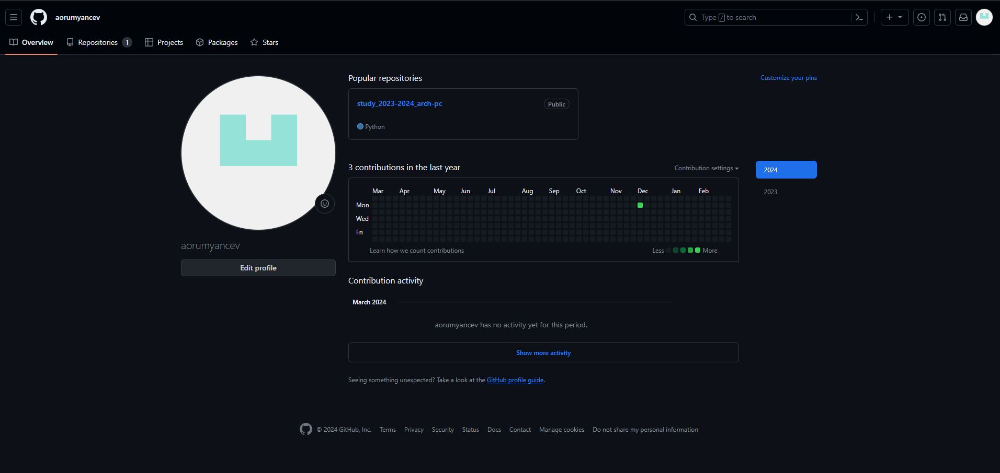 aorumyancev
Type / to search
Overview
Repositories 1
Projects
Packages
Stars
aorumyancev
Edit profile
Popular repositories
Customize your pins
study_2023-2024_arch-pc
Public
Python
3 contributions in the last year
Contribution settings
2024
2023
Mar Apr May Jun Jul Aug Sep Oct Nov Dec Jan Feb
Mon
Wed
Fri
Learn how we count contributions
Less More
Contribution activity
March 2024
aorumyancev has no activity yet for this period.
Show more activity
Seeing something unexpected? Take a look at the GitHub profile guide.
© 2024 GitHub, Inc. Terms Privacy Security Status Docs Contact Manage cookies Do not share my personal information